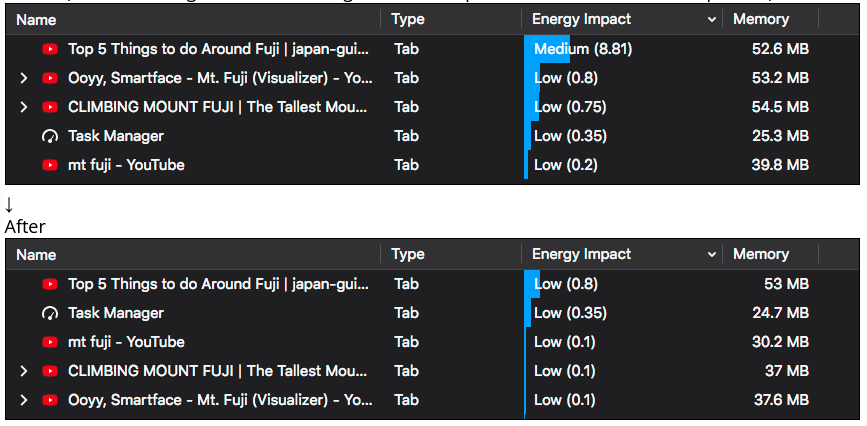 Name Type Energy Impact Memory
Top 5 Things to do Around Fuji | japan-gui... Tab Medium (8.81) 52.6 MB
Ooyy, Smartface - Mt. Fuji (Visualizer) - Yo... Tab Low (0.8) 53.2 MB
CLIMBING MOUNT FUJI | The Tallest Mou... Tab Low (0.75) 54.5 MB
Task Manager Tab Low (0.35) 25.3 MB
mt fuji - YouTube Tab Low (0.2) 39.8 MB
↓
After
Name Type Energy Impact Memory
Top 5 Things to do Around Fuji | japan-gui... Tab Low (0.8) 53 MB
Task Manager Tab Low (0.35) 24.7 MB
mt fuji - YouTube Tab Low (0.1) 30.2 MB
CLIMBING MOUNT FUJI | The Tallest Mou... Tab Low (0.1) 37 MB
Ooyy, Smartface - Mt. Fuji (Visualizer) - Yo... Tab Low (0.1) 37.6 MB